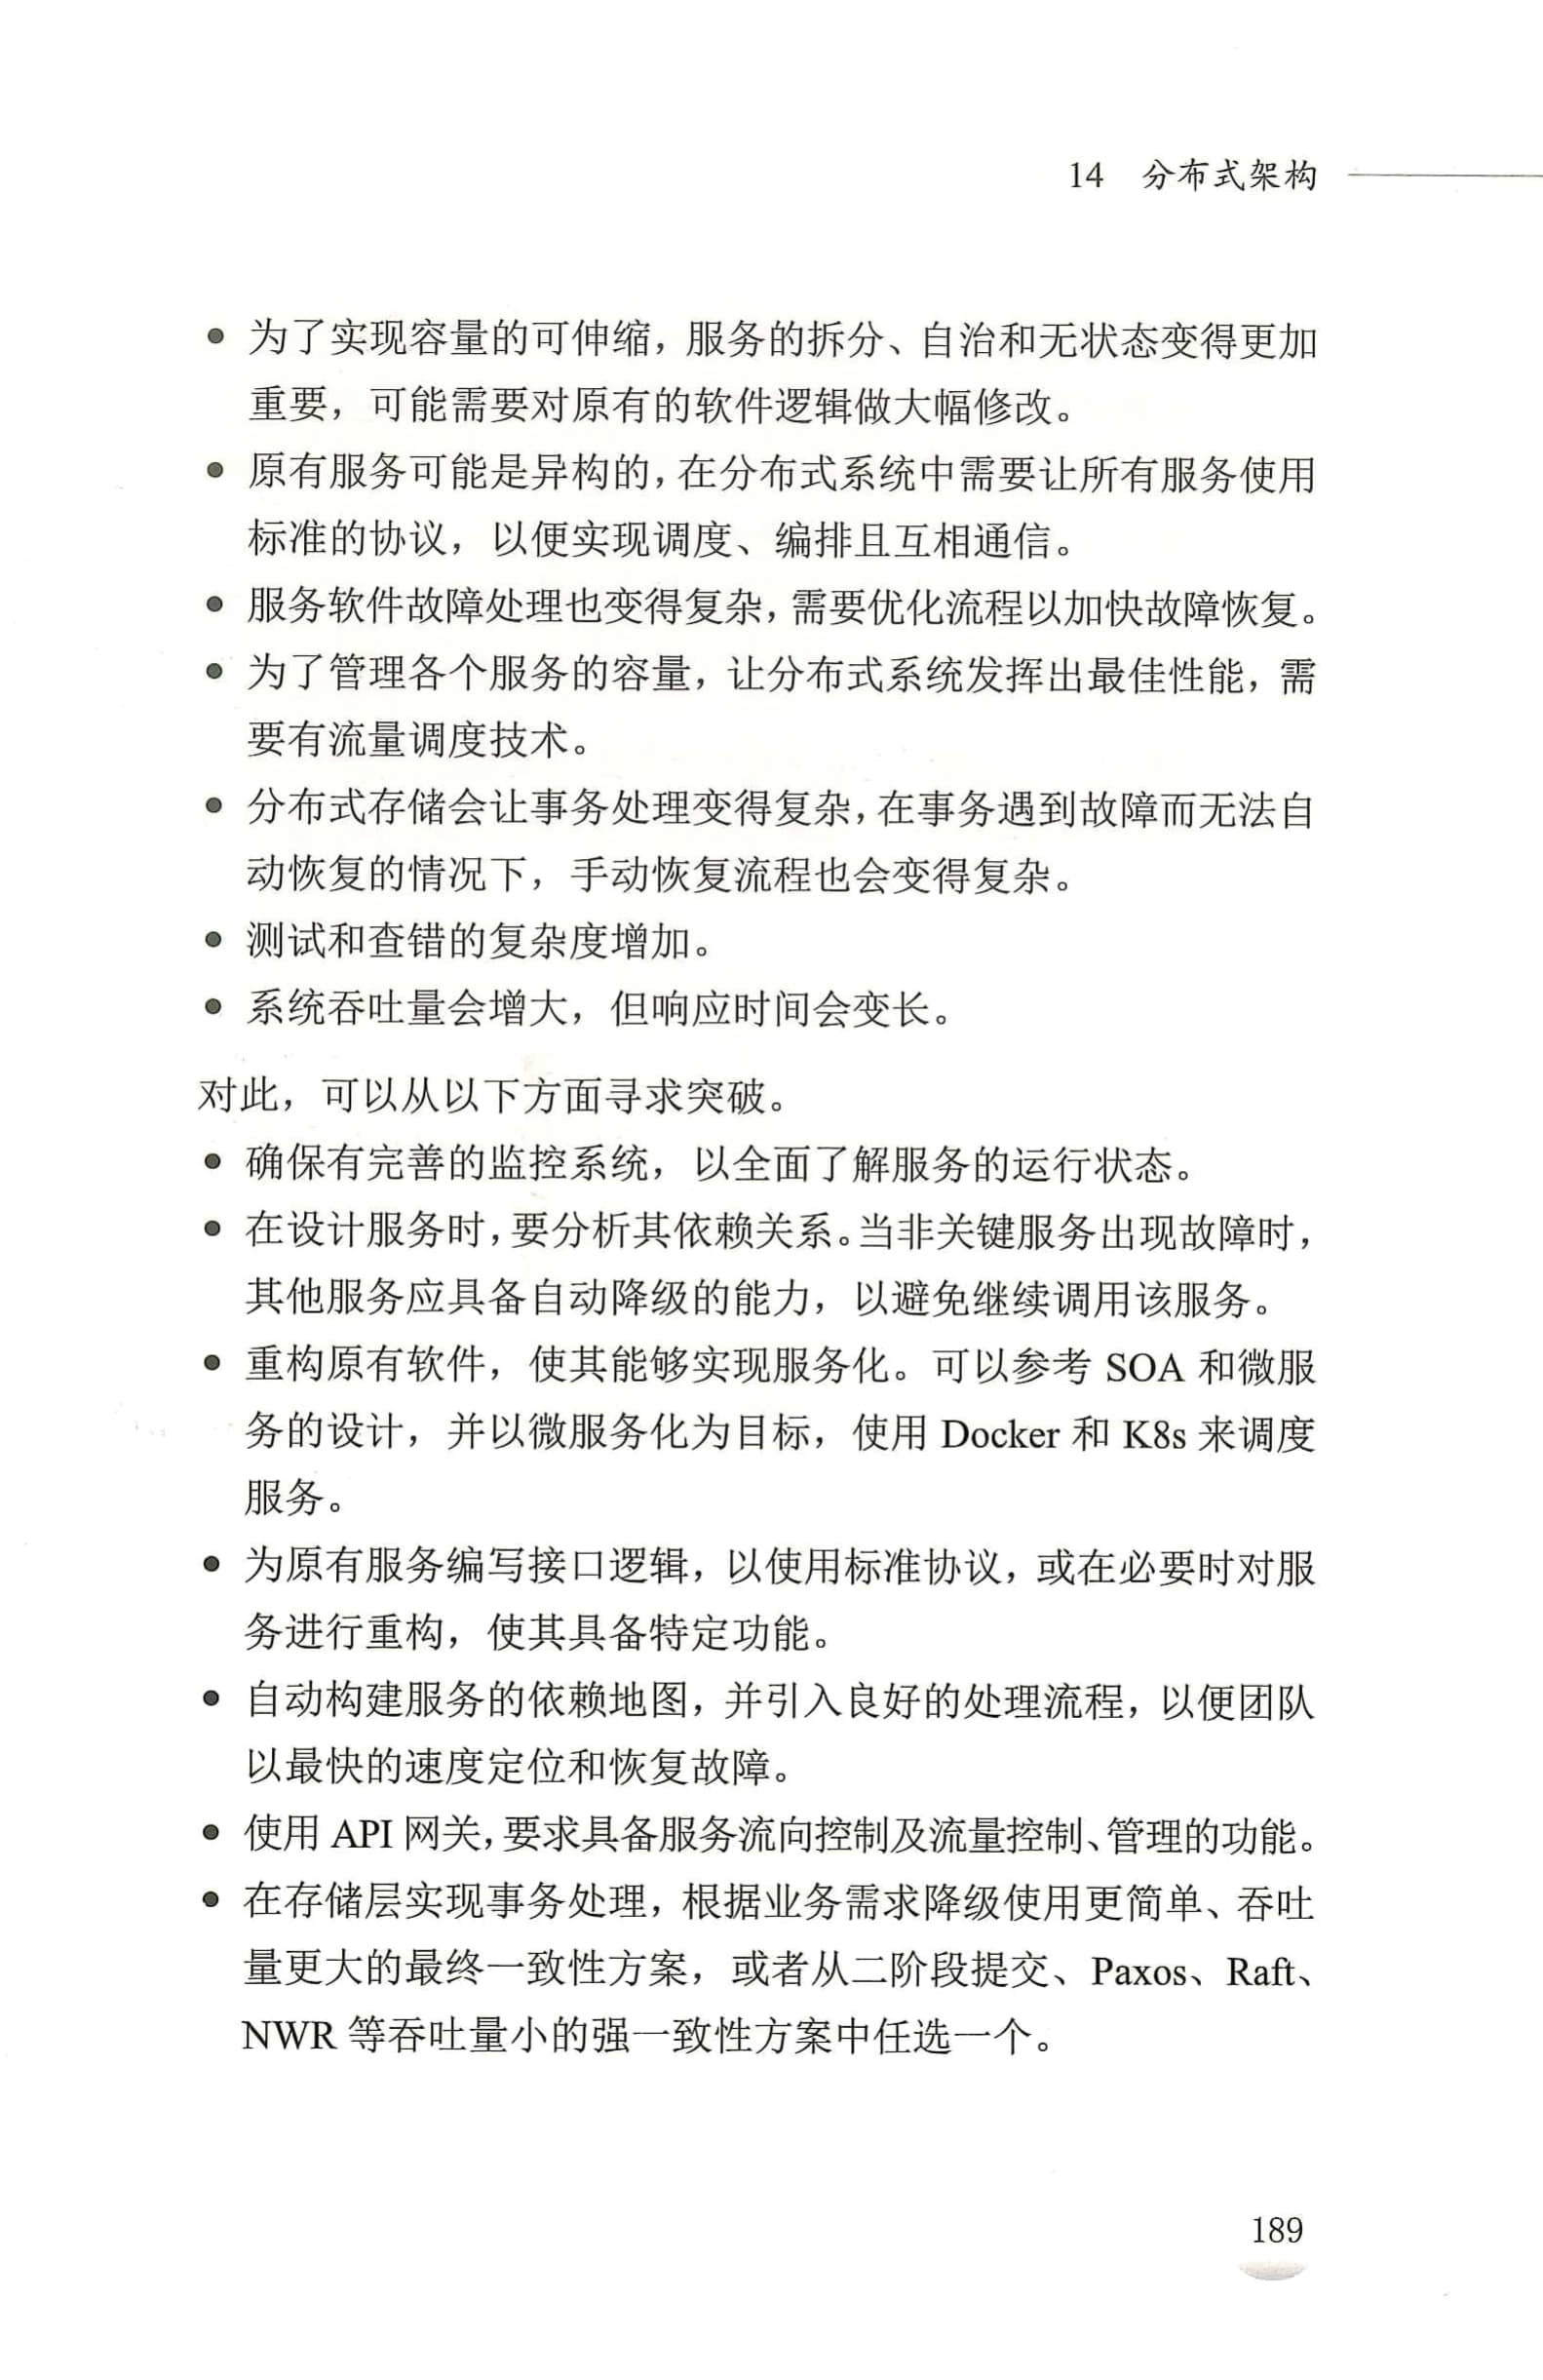 14 分布式架构
● 为了实现容量的可伸缩，服务的拆分、自治和无状态变得更加
重要，可能需要对原有的软件逻辑做大幅修改。
● 原有服务可能是异构的，在分布式系统中需要让所有服务使用
标准的协议，以便实现调度、编排且互相通信。
● 服务软件故障处理也变得复杂，需要优化流程以加快故障恢复。
● 为了管理各个服务的容量，让分布式系统发挥出最佳性能，需
要有流量调度技术。
● 分布式存储会让事务处理变得复杂，在事务遇到故障而无法自
动恢复的情况下，手动恢复流程也会变得复杂。
● 测试和查错的复杂度增加。
● 系统吞吐量会增大，但响应时间会变长。
对此，可以从以下方面寻求突破。
● 确保有完善的监控系统，以全面了解服务的运行状态。
● 在设计服务时，要分析其依赖关系。当非关键服务出现故障时，
其他服务应具备自动降级的能力，以避免继续调用该服务。
● 重构原有软件，使其能够实现服务化。可以参考 SOA 和微服
务的设计，并以微服务化为目标，使用 Docker 和 K8s 来调度
服务。
● 为原有服务编写接口逻辑，以使用标准协议，或在必要时对服
务进行重构，使其具备特定功能。
● 自动构建服务的依赖地图，并引入良好的处理流程，以便团队
以最快的速度定位和恢复故障。
● 使用 API 网关，要求具备服务流向控制及流量控制、管理的功能。
● 在存储层实现事务处理，根据业务需求降级使用更简单、吞吐
量更大的最终一致性方案，或者从二阶段提交、Paxos、Raft、
NWR 等吞吐量小的强一致性方案中任选一个。
189